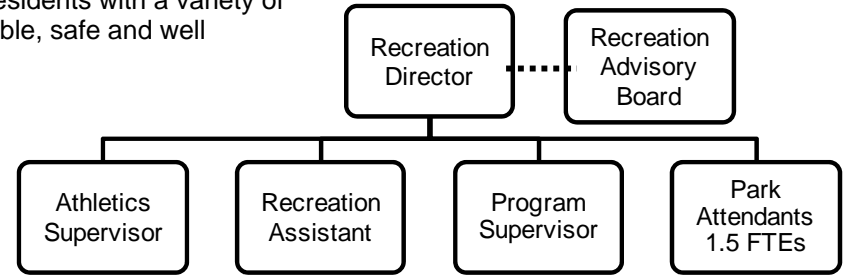 residents with a variety of
ble, safe and well
Recreation
Director
Recreation
Advisory
Board
Athletics
Supervisor
Recreation
Assistant
Program
Supervisor
Park
Attendants
1.5 FTEs